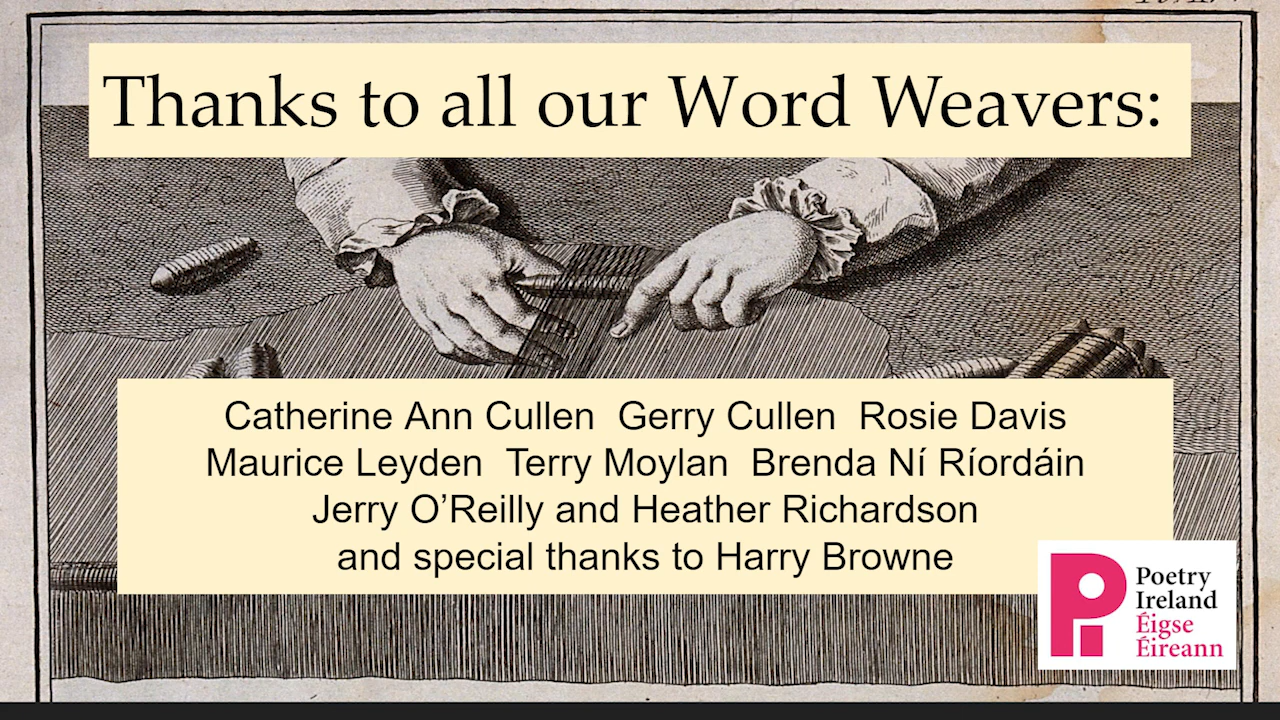 Thanks to all our Word Weavers:
Catherine Ann Cullen  Gerry Cullen  Rosie Davis
Maurice Leyden  Terry Moylan  Brenda Ní Ríordáin
Jerry O’Reilly and Heather Richardson
and special thanks to Harry Browne
Poetry
Ireland
Éigse
Éireann